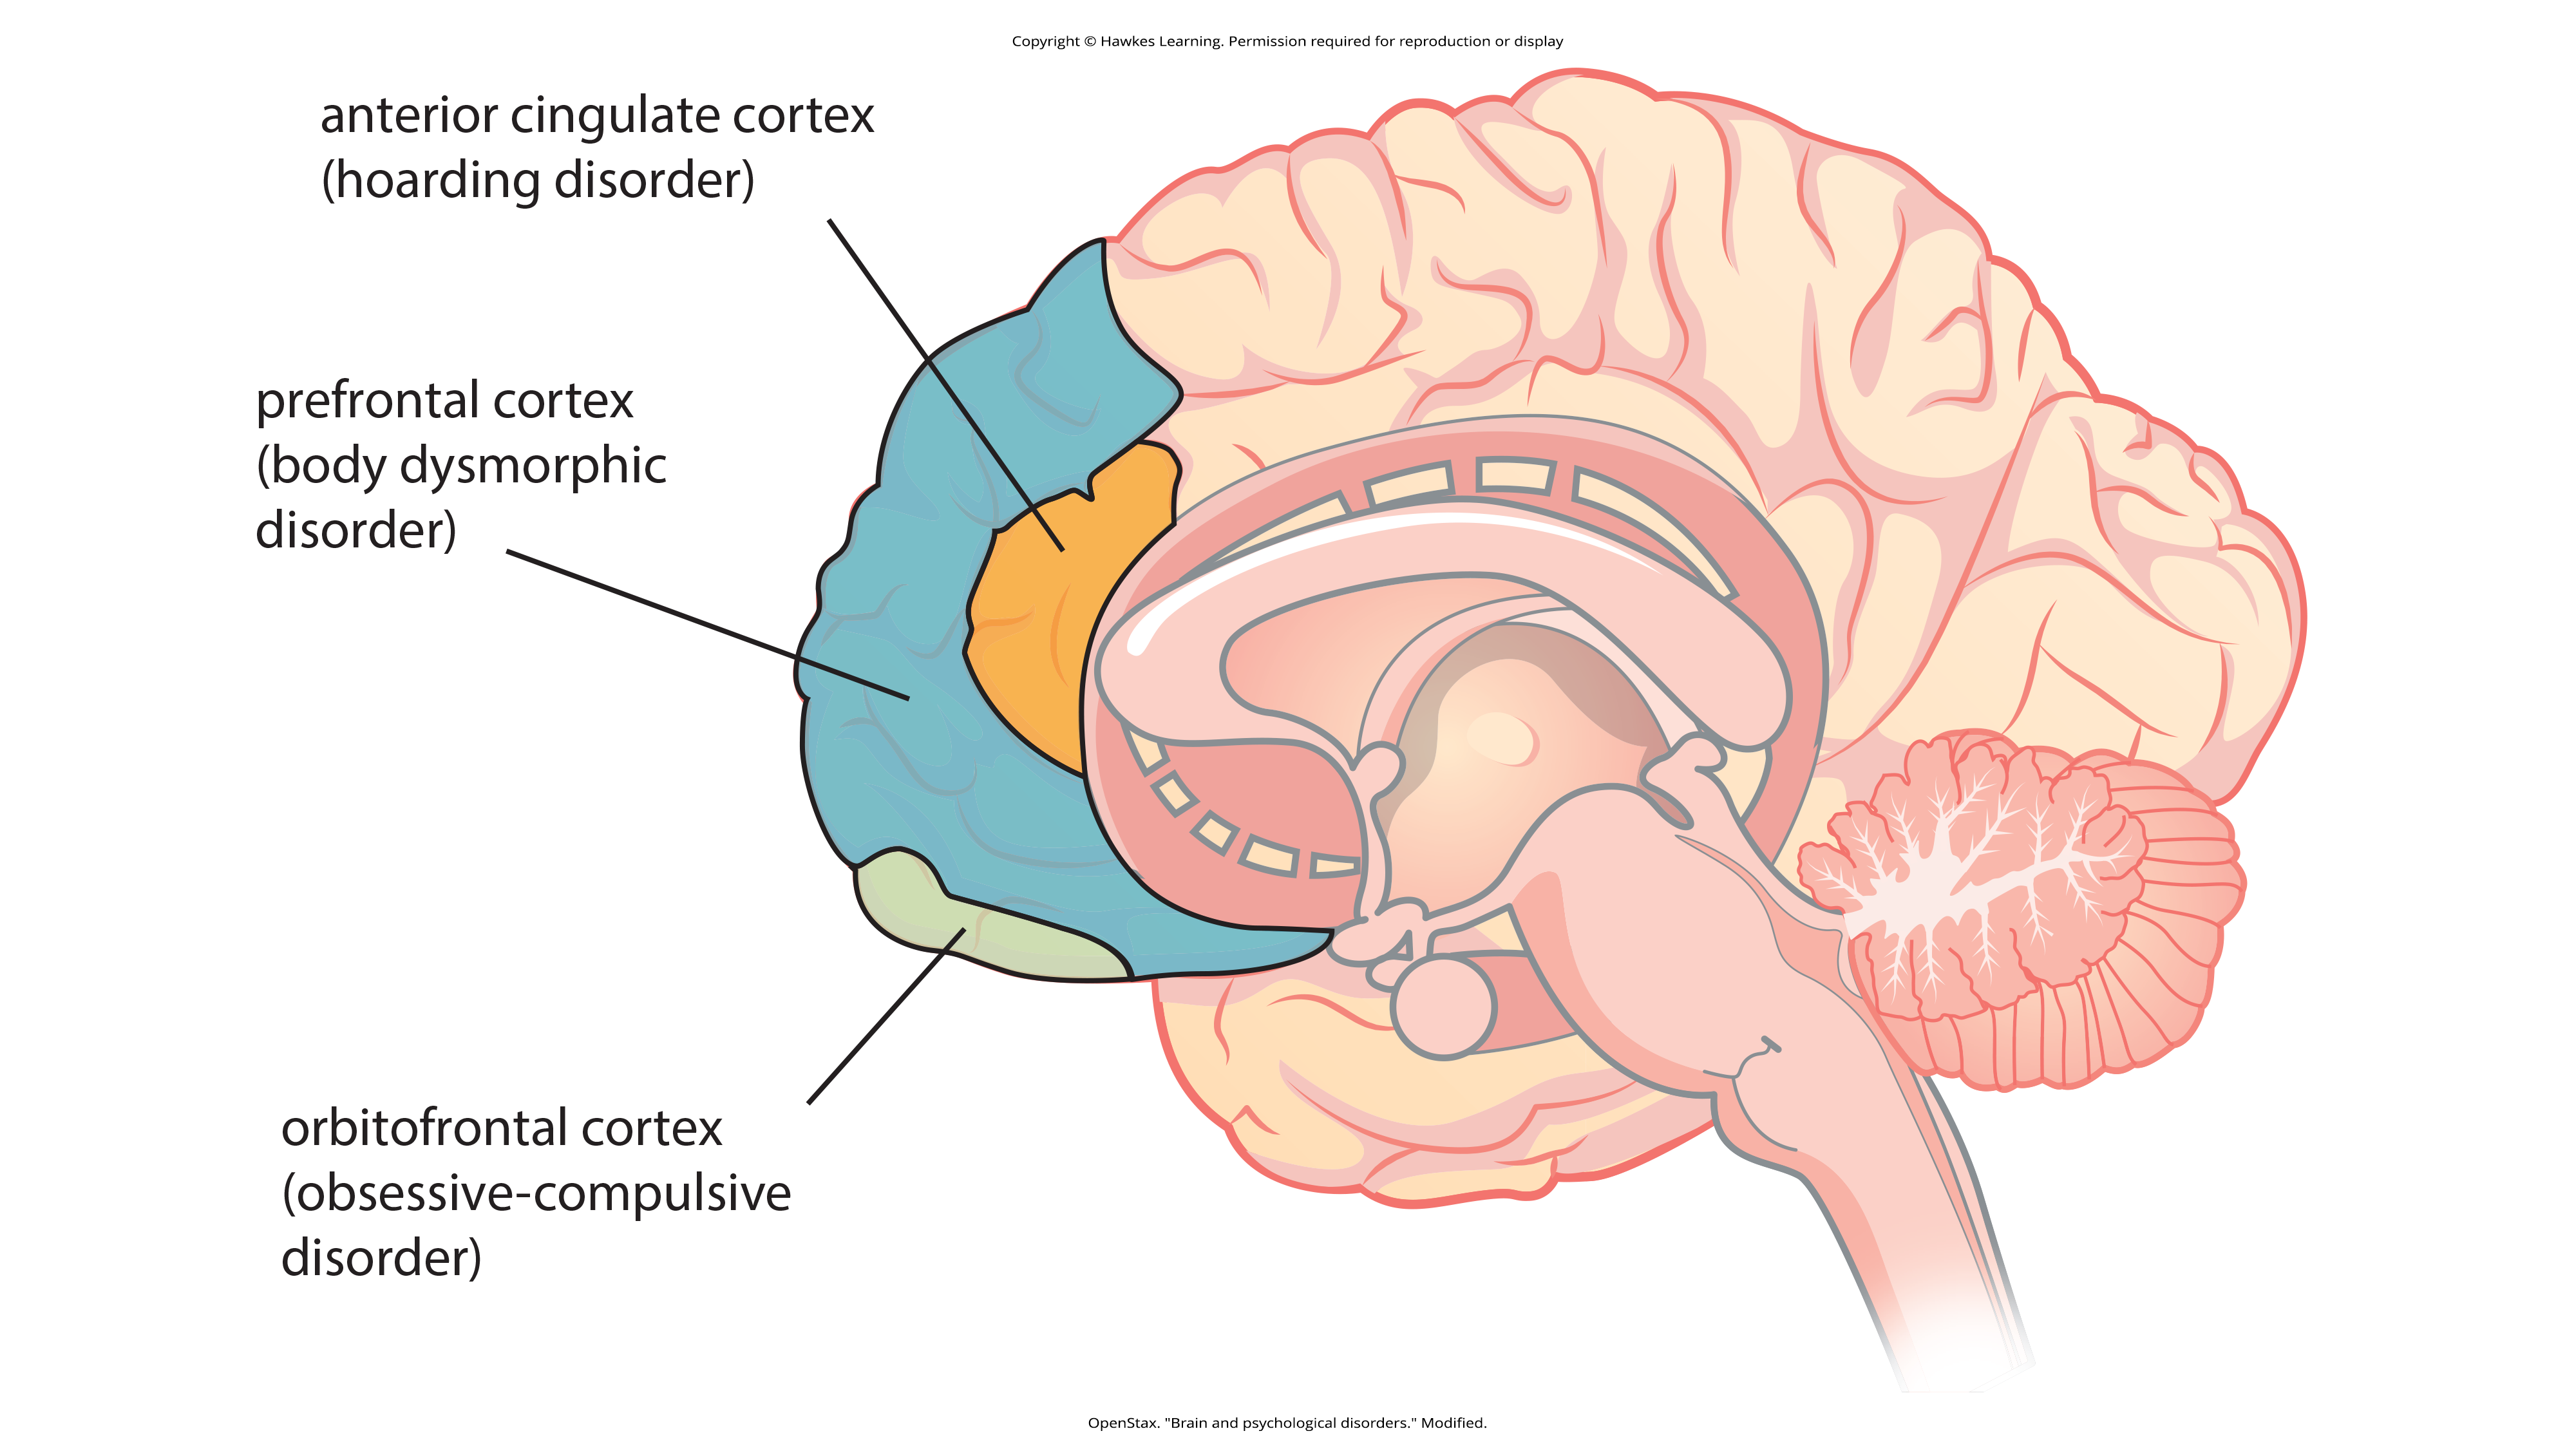 Copyright © Hawkes Learning. Permission required for reproduction or display
anterior cingulate cortex
(hoarding disorder)
prefrontal cortex
(body dysmorphic
disorder)
orbitofrontal cortex
(obsessive-compulsive
disorder)
OpenStax. "Brain and psychological disorders." Modified.